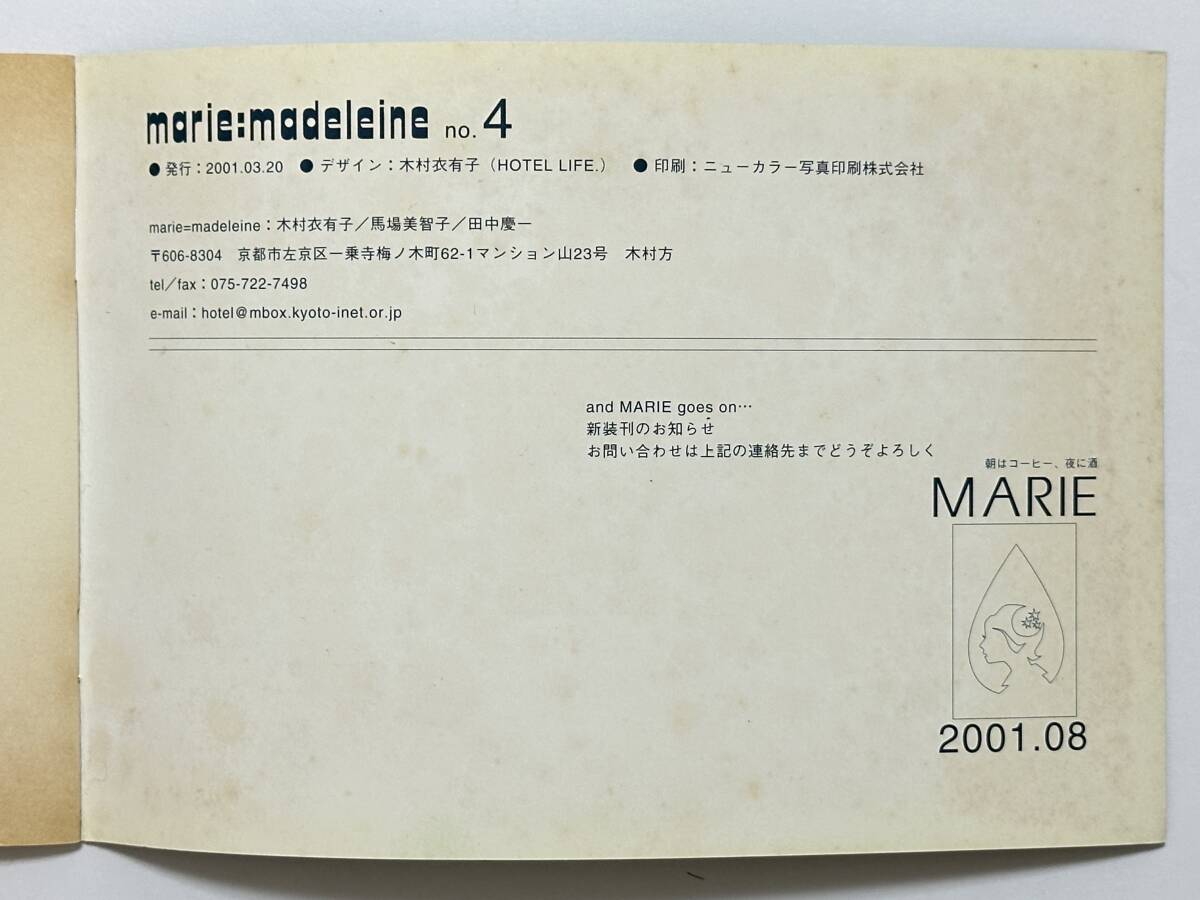 marie:madeleine no. 4
● 発行：2001.03.20 ● デザイン：木村衣有子（HOTEL LIFE.） ● 印刷：ニューカラー写真印刷株式会社
marie=madeleine：木村衣有子／馬場美智子／田中慶一
〒606-8304　京都市左京区一乗寺梅ノ木町62-1マンション山23号　木村方
tel／fax：075-722-7498
e-mail：hotel@mbox.kyoto-inet.or.jp
and MARIE goes on…
新装刊のお知らせ
お問い合わせは上記の連絡先までどうぞよろしく
朝はコーヒー、夜に酒
MARIE
2001.08